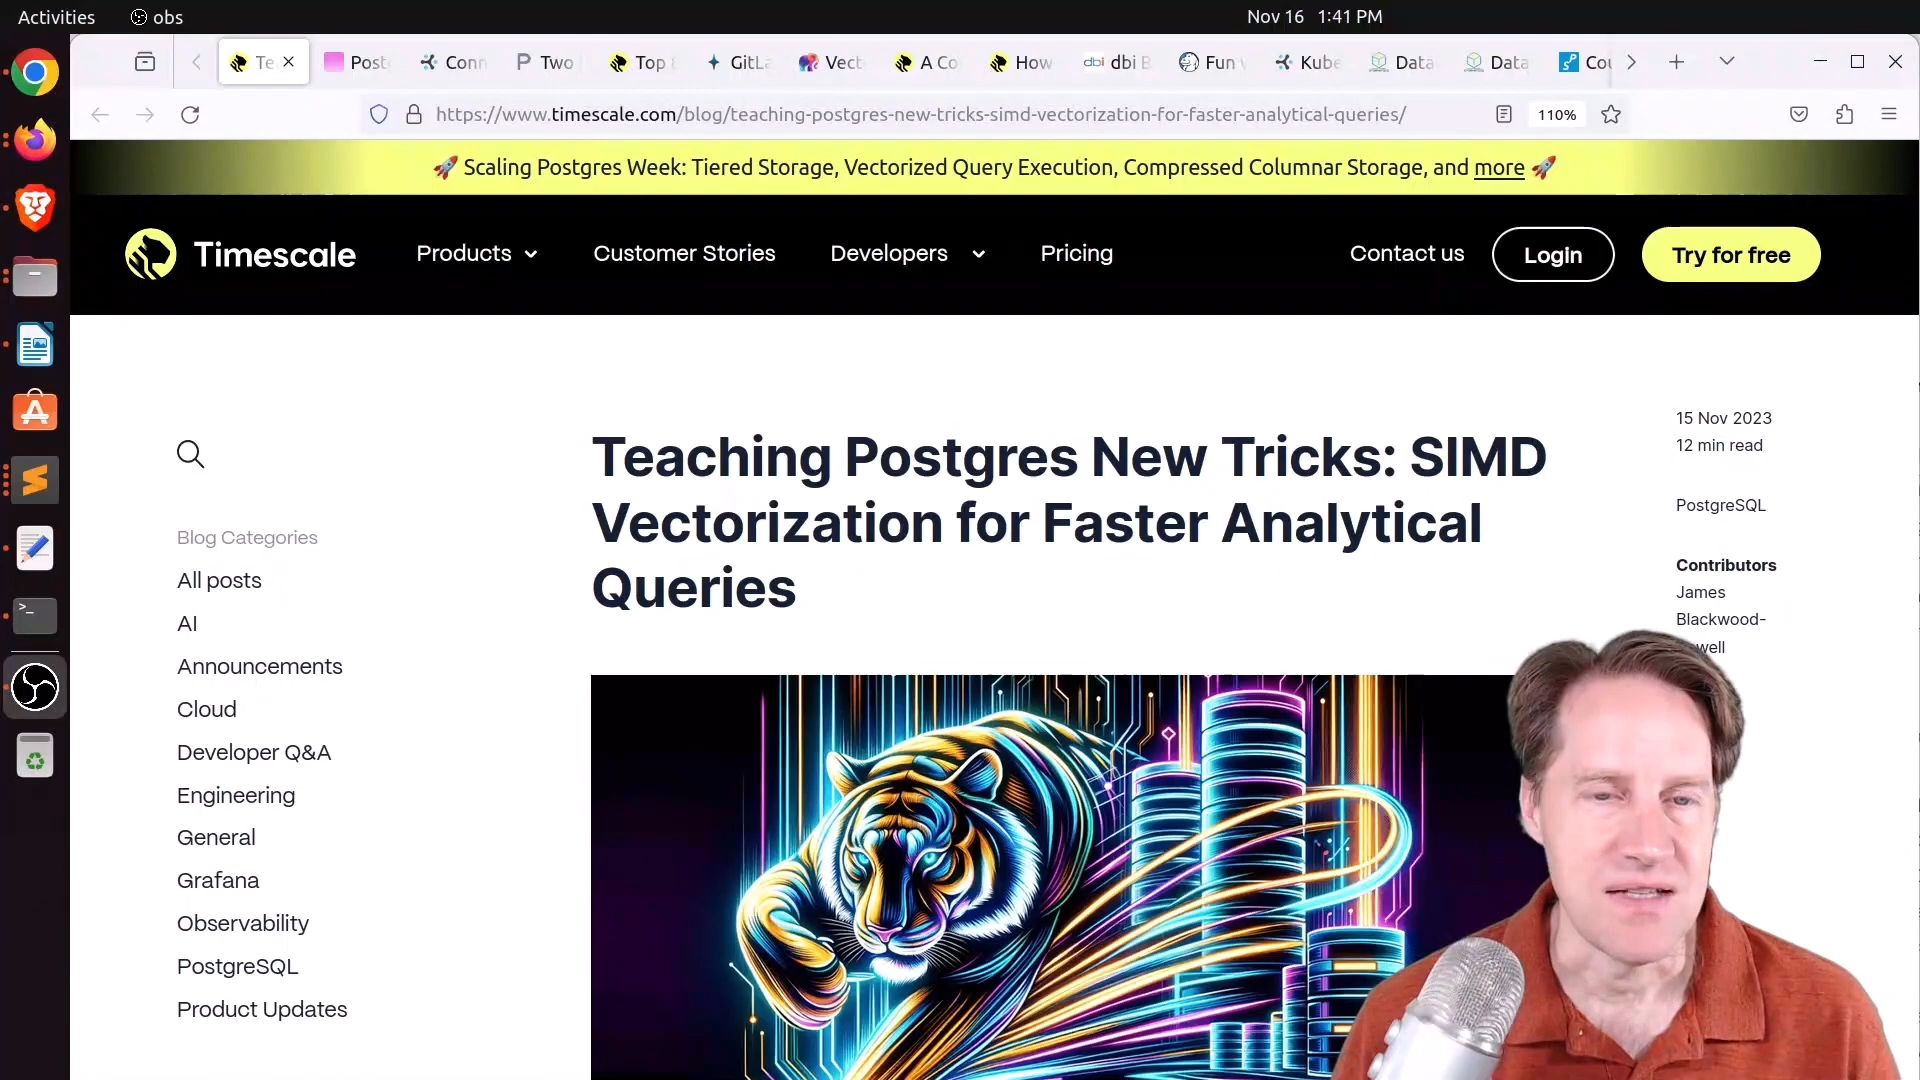 Activities
obs
Nov 16 1:41 PM
Te
Post
Conn
Two
Top
GitLa
Vect
A Co
How
dbi dbi B
Fun
Kube
Data
Data
Cou
https://www.timescale.com/blog/teaching-postgres-new-tricks-simd-vectorization-for-faster-analytical-queries/
110%
🚀 Scaling Postgres Week: Tiered Storage, Vectorized Query Execution, Compressed Columnar Storage, and more 🚀
Timescale
Products
Customer Stories
Developers
Pricing
Contact us
Login
Try for free
Blog Categories
All posts
AI
Announcements
Cloud
Developer Q&A
Engineering
General
Grafana
Observability
PostgreSQL
Product Updates
Teaching Postgres New Tricks: SIMD
Vectorization for Faster Analytical
Queries
15 Nov 2023
12 min read
PostgreSQL
Contributors
James
Blackwood-